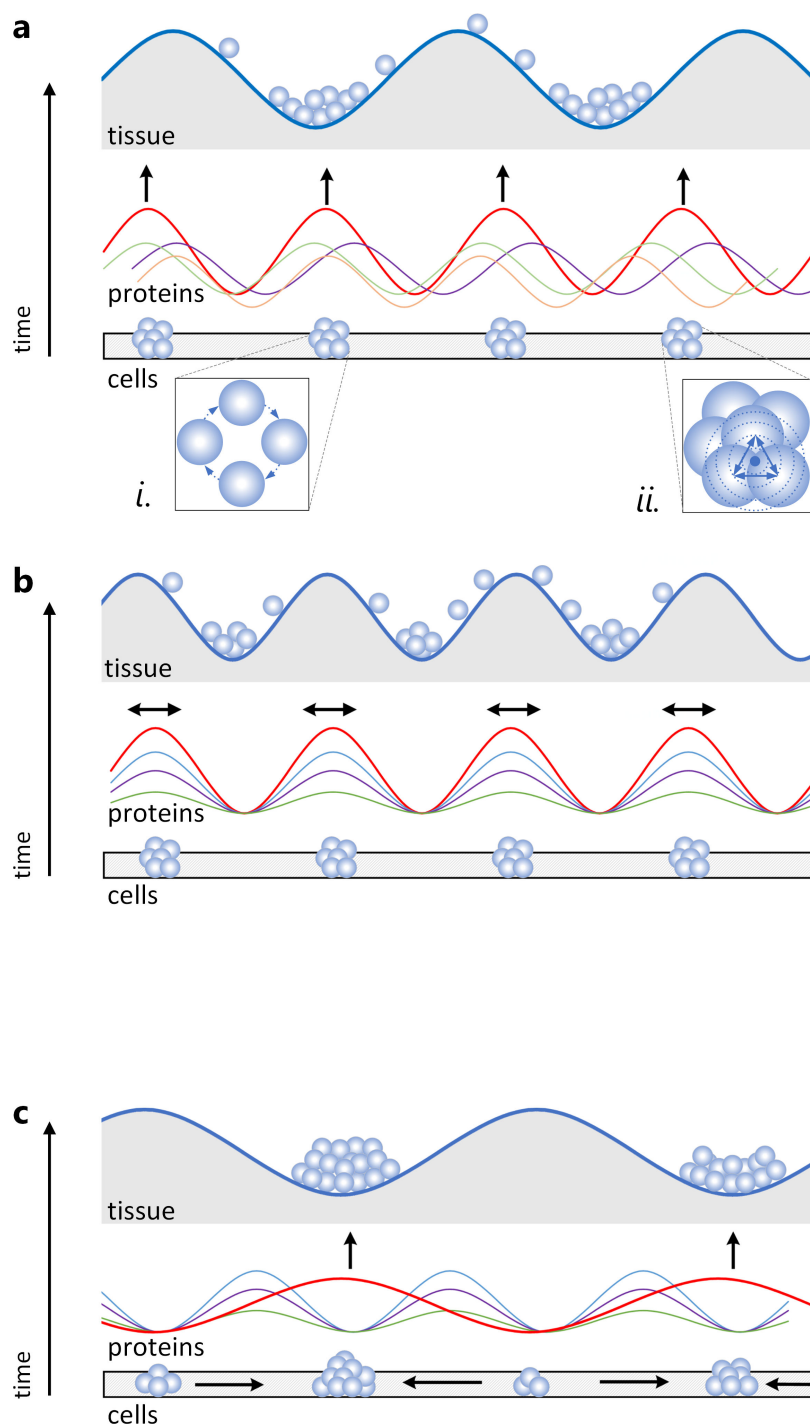 a
tissue
proteins
time
cells
i.
ii.
b
tissue
proteins
time
cells
c
tissue
proteins
time
cells